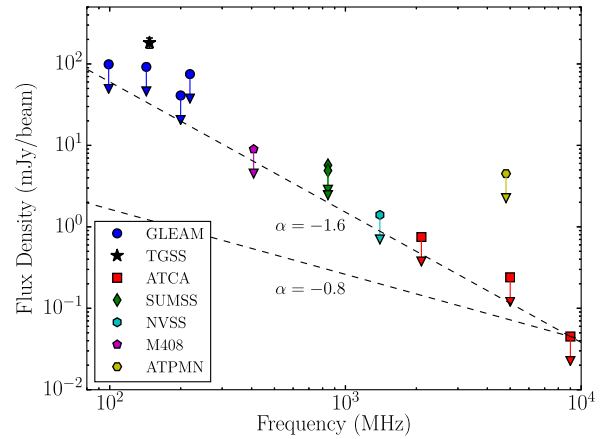 Flux Density (mJy/beam)
10²
10¹
10⁰
10⁻¹
10⁻²
α = −1.6
α = −0.8
GLEAM
TGSS
ATCA
SUMSS
NVSS
M408
ATPMN
10²
10³
10⁴
Frequency (MHz)